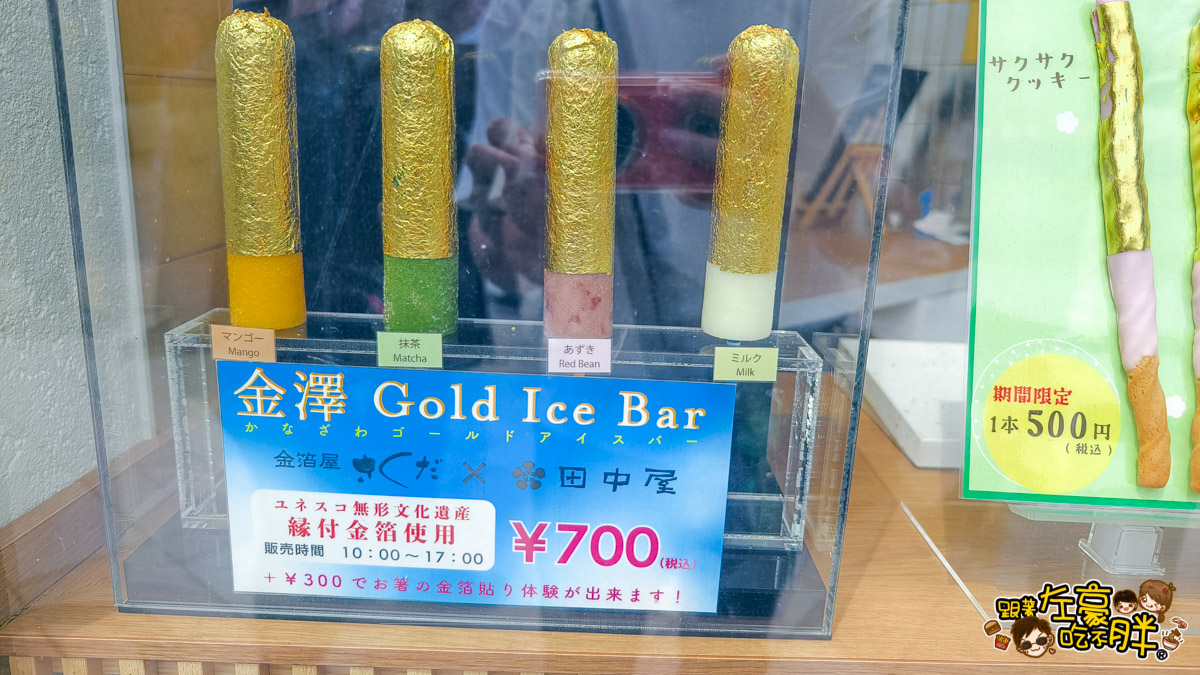 サクサク
クッキー
マンゴー
Mango
抹茶
Matcha
あずき
Red Bean
ミルク
Milk
金澤 Gold Ice Bar
かなざわゴールドアイスバー
金箔屋 さくだ × 田中屋
ユネスコ無形文化遺産
縁付金箔使用
販売時間 10:00～17:00
¥700(税込)
+¥300でお箸の金箔貼り体験が出来ます!
期間限定
1本500円
(税込)
跟著左豪
吃不胖®